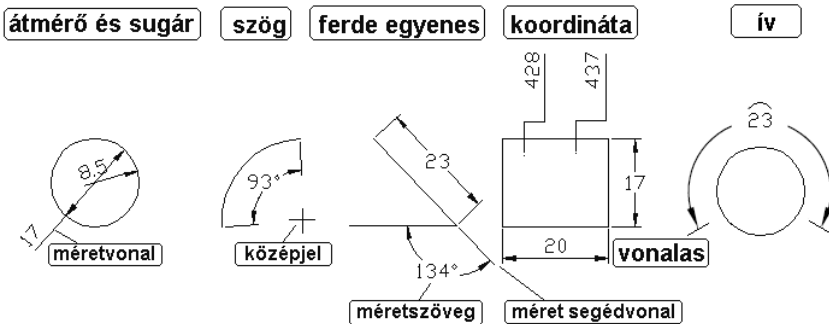 átmérő és sugár
szög
ferde egyenes
koordináta
ív
428
437
23
8.5
23
93°
17
17
20
méretvonal
középjel
134°
vonalas
méretszöveg
méret segédvonal